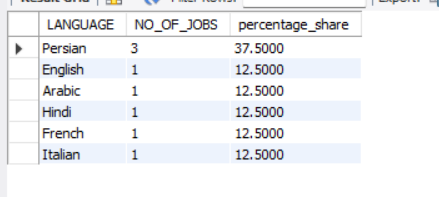 Result Grid Filter Rows: Export:
LANGUAGE NO_OF_JOBS percentage_share
Persian 3 37.5000
English 1 12.5000
Arabic 1 12.5000
Hindi 1 12.5000
French 1 12.5000
Italian 1 12.5000